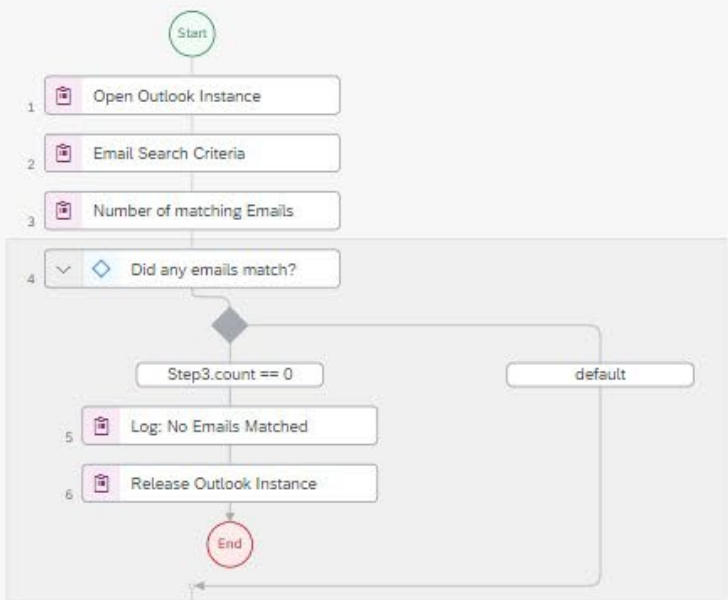 Start
1 Open Outlook Instance
2 Email Search Criteria
3 Number of matching Emails
4 Did any emails match?
Step3.count == 0
default
5 Log: No Emails Matched
6 Release Outlook Instance
End